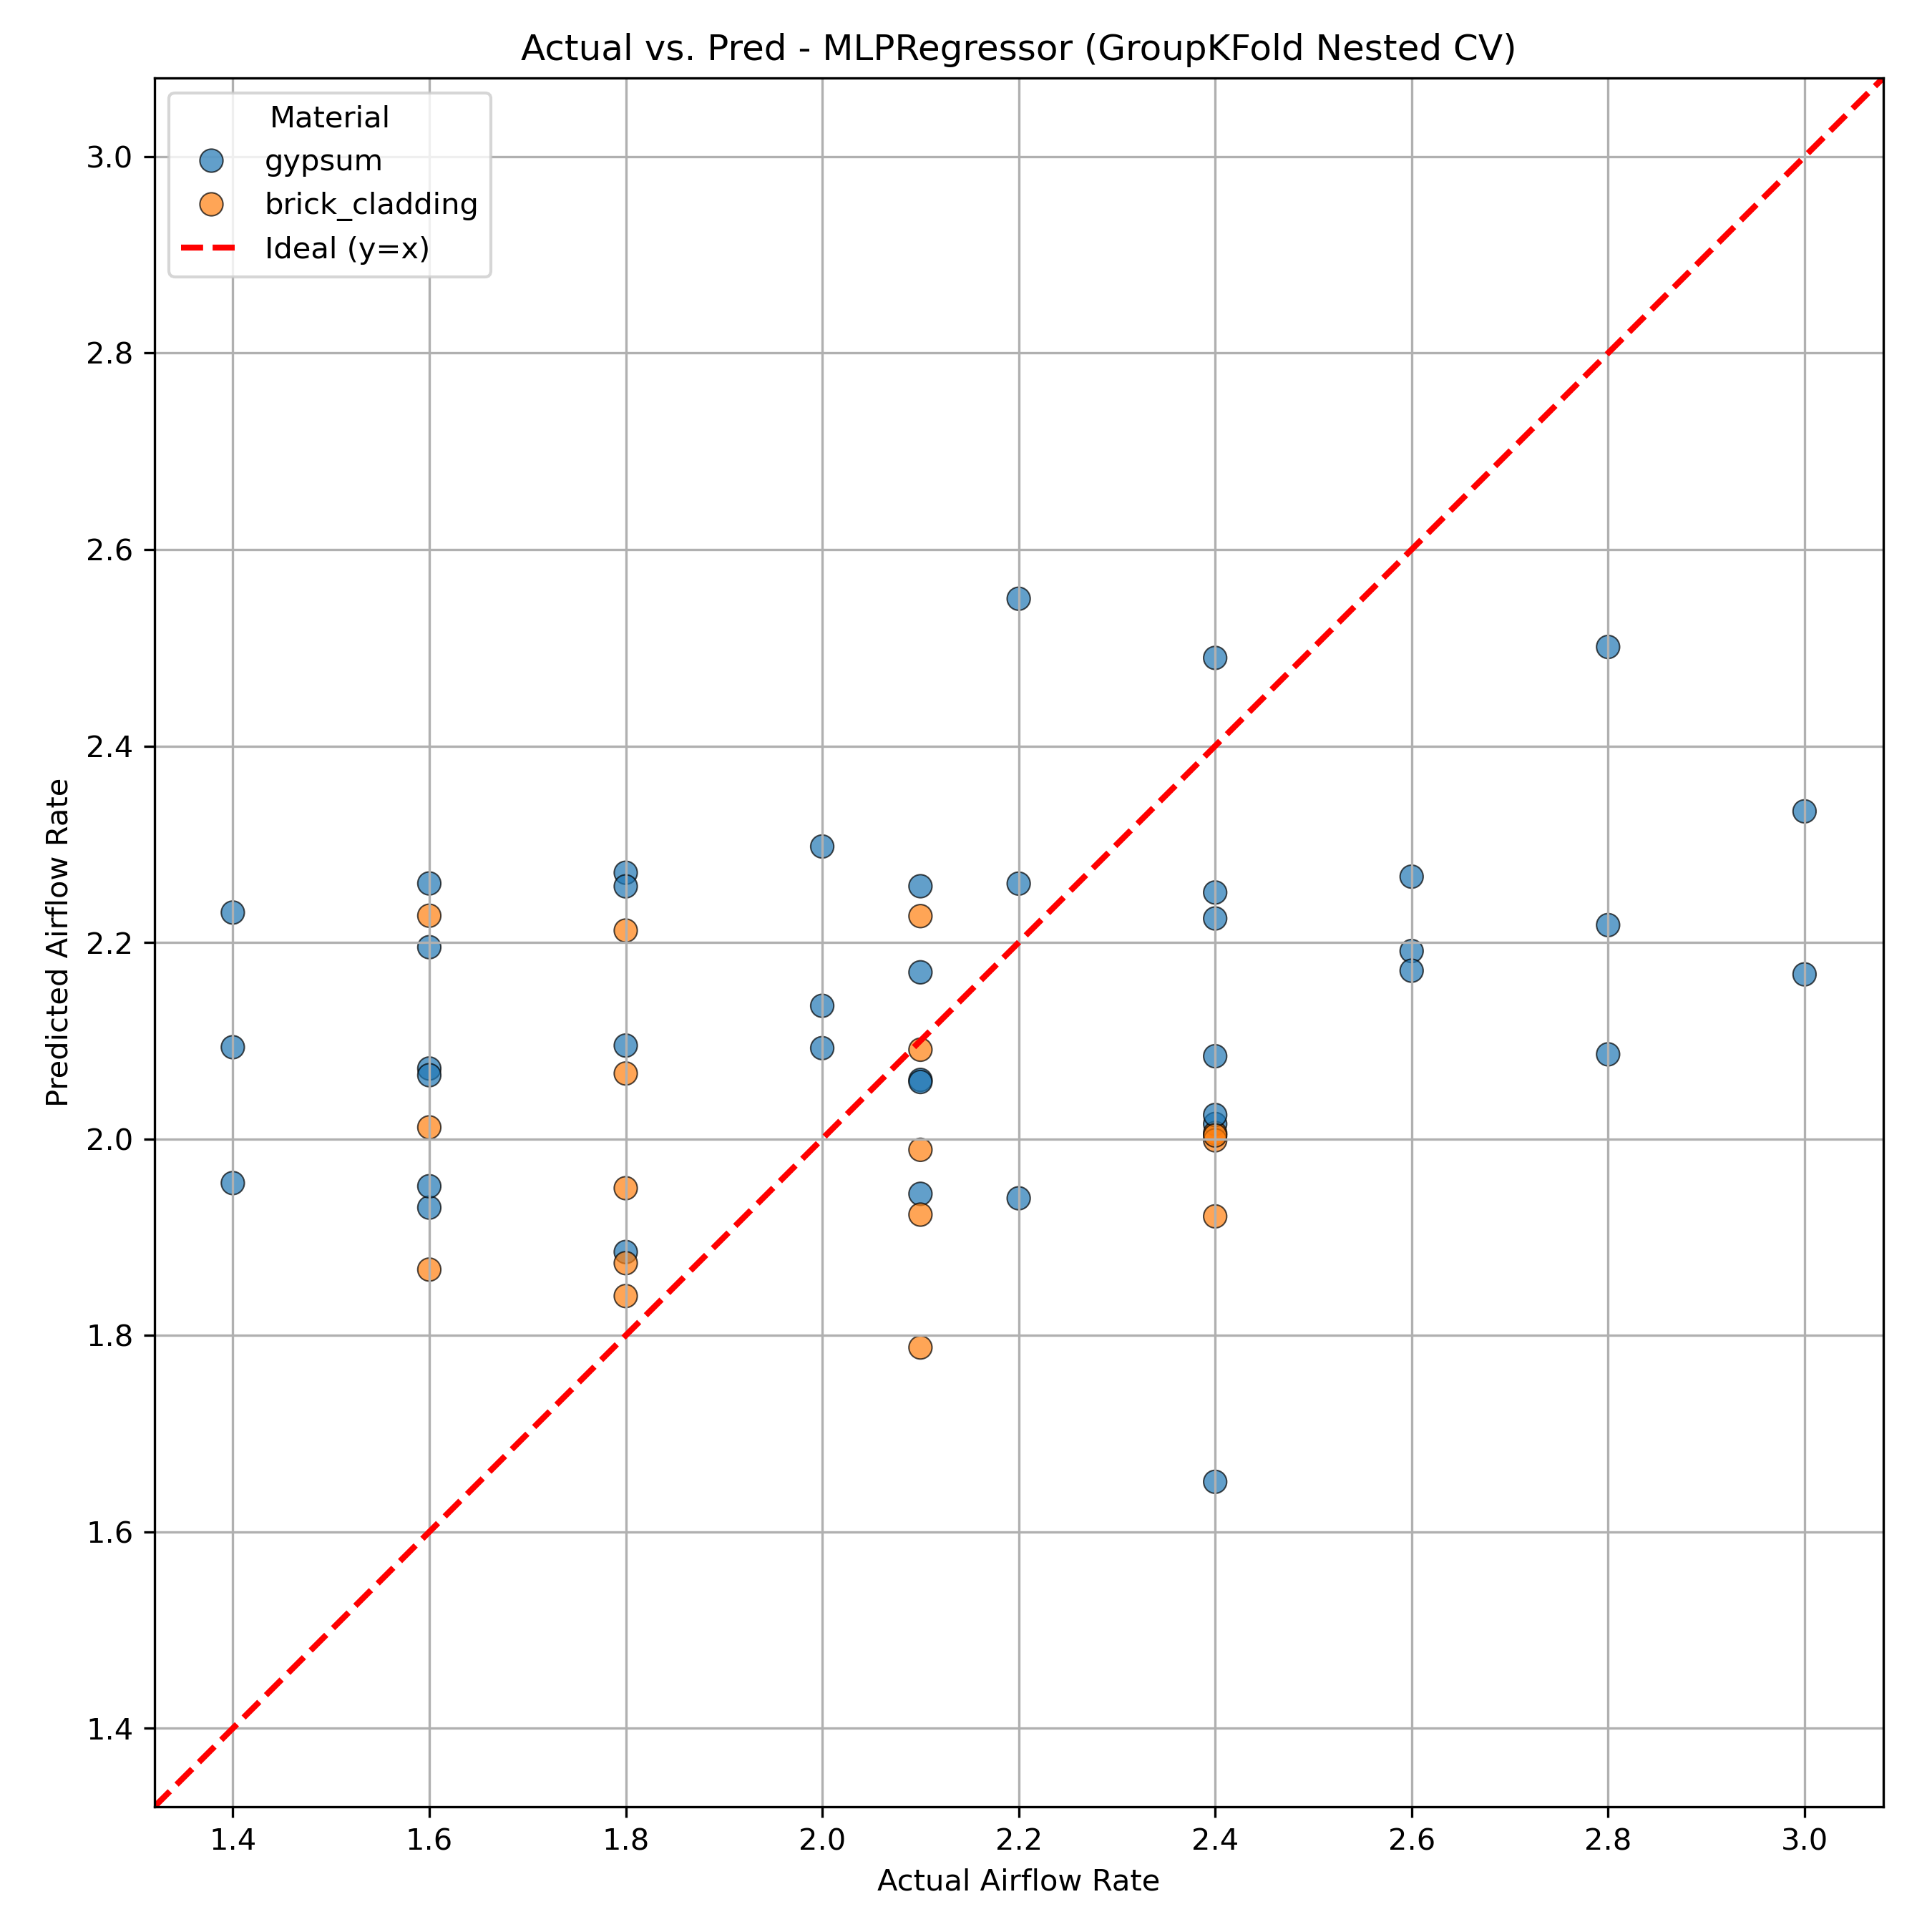 Actual vs. Pred - MLPRegressor (GroupKFold Nested CV)
Material
gypsum
brick_cladding
Ideal (y=x)
3.0
2.8
2.6
2.4
2.2
2.0
1.8
1.6
1.4
Predicted Airflow Rate
1.4 1.6 1.8 2.0 2.2 2.4 2.6 2.8 3.0
Actual Airflow Rate